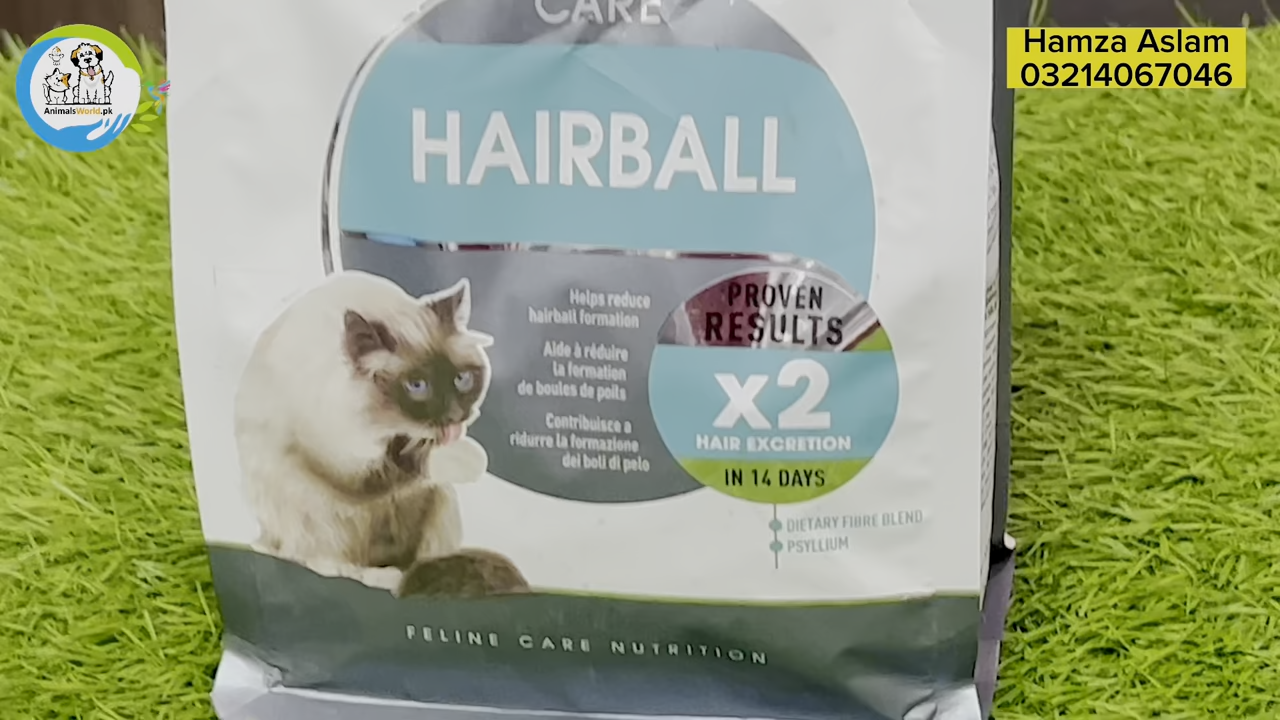 CARE
AnimalsWorld.pk
Hamza Aslam
03214067046
HAIRBALL
Helps reduce
hairball formation
Aide à réduire
la formation
de boules de poils
Contribuisce a
ridurre la formazione
dei boli di pelo
PROVEN
RESULTS
x2
HAIR EXCRETION
IN 14 DAYS
DIETARY FIBRE BLEND
PSYLLIUM
FELINE CARE NUTRITION